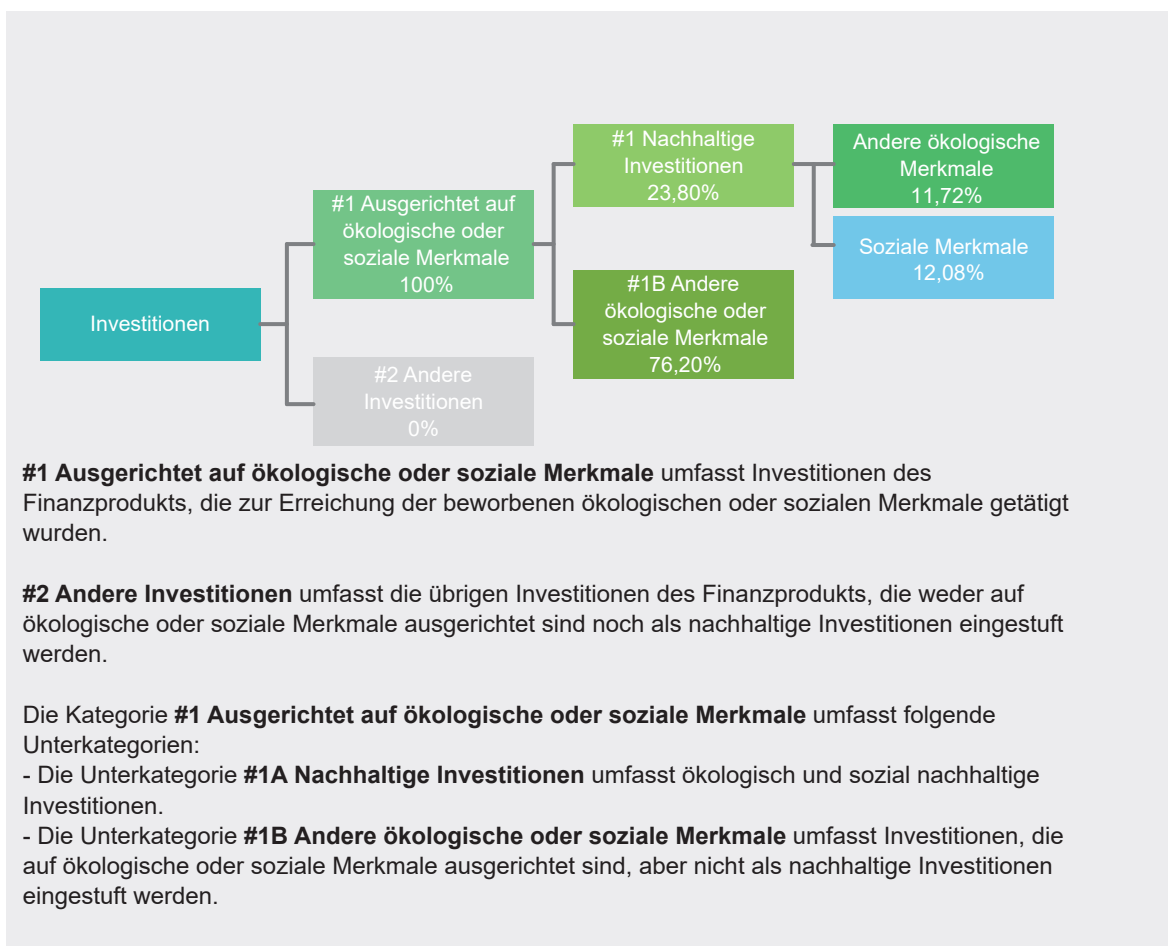 #1 Nachhaltige
Investitionen
23,80%
Andere ökologische
Merkmale
11,72%
#1 Ausgerichtet auf
ökologische oder
soziale Merkmale
100%
Soziale Merkmale
12,08%
Investitionen
#1B Andere
ökologische oder
soziale Merkmale
76,20%
#2 Andere
Investitionen
0%
#1 Ausgerichtet auf ökologische oder soziale Merkmale umfasst Investitionen des
Finanzprodukts, die zur Erreichung der beworbenen ökologischen oder sozialen Merkmale getätigt
wurden.
#2 Andere Investitionen umfasst die übrigen Investitionen des Finanzprodukts, die weder auf
ökologische oder soziale Merkmale ausgerichtet sind noch als nachhaltige Investitionen eingestuft
werden.
Die Kategorie #1 Ausgerichtet auf ökologische oder soziale Merkmale umfasst folgende
Unterkategorien:
- Die Unterkategorie #1A Nachhaltige Investitionen umfasst ökologisch und sozial nachhaltige
Investitionen.
- Die Unterkategorie #1B Andere ökologische oder soziale Merkmale umfasst Investitionen, die
auf ökologische oder soziale Merkmale ausgerichtet sind, aber nicht als nachhaltige Investitionen
eingestuft werden.